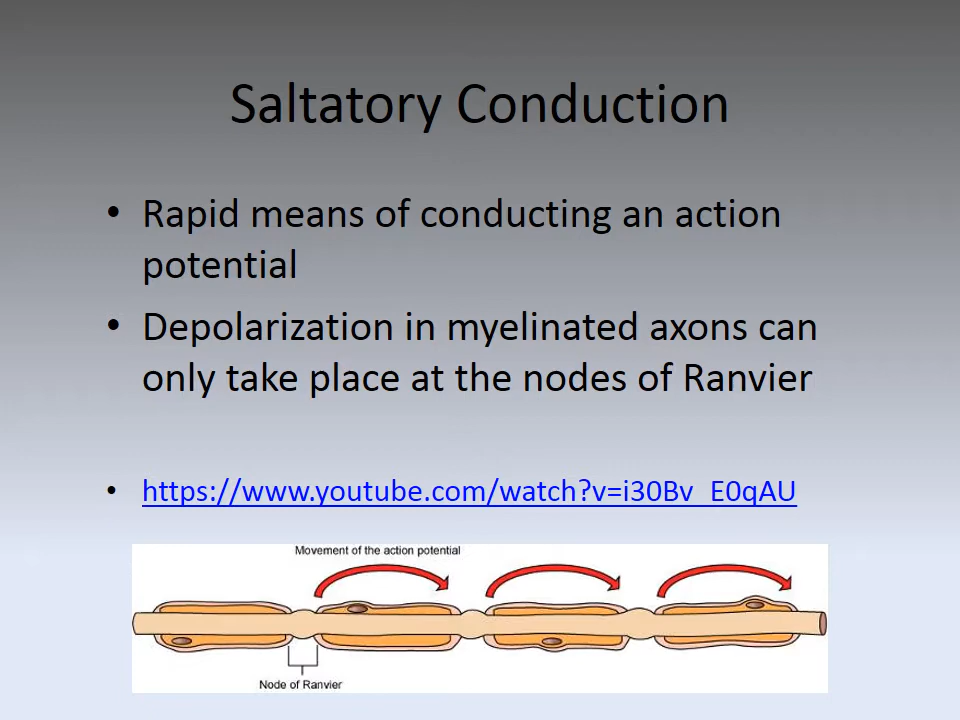 Saltatory Conduction
• Rapid means of conducting an action
potential
• Depolarization in myelinated axons can
only take place at the nodes of Ranvier
• https://www.youtube.com/watch?v=i30Bv_E0qAU
Movement of the action potential
Node of Ranvier